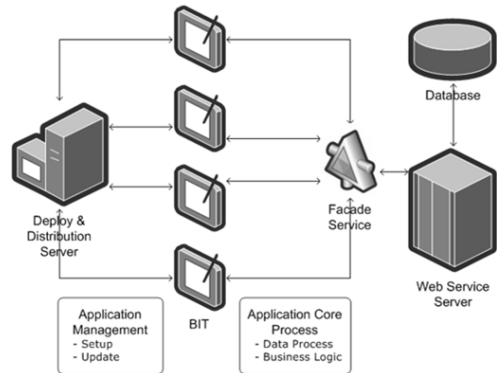 Database
Deploy &
Distribution
Server
Facade
Service
Web Service
Server
Application
Management
- Setup
- Update
BIT
Application Core
Process
- Data Process
- Business Logic